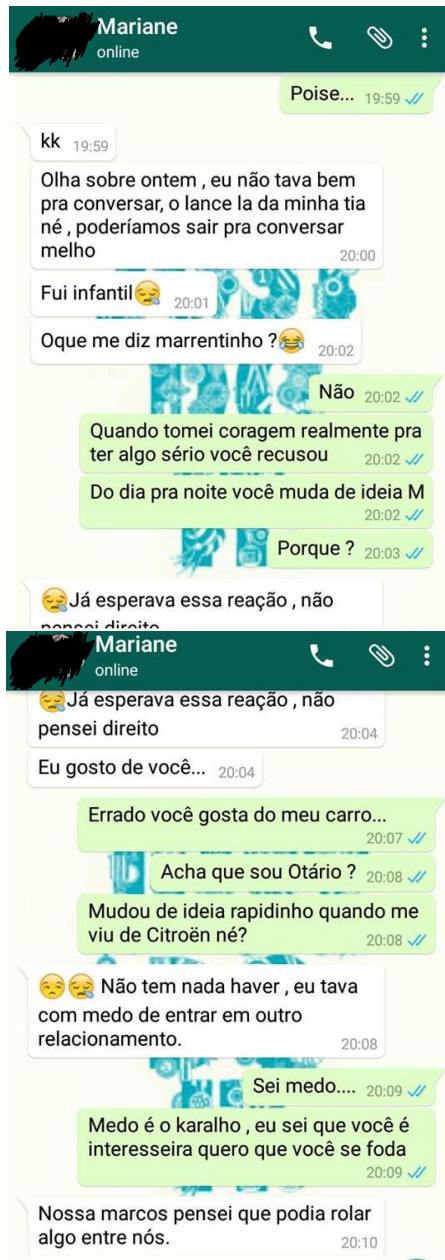 Mariane
online
Poise... 19:59
kk 19:59
Olha sobre ontem , eu não tava bem
pra conversar, o lance la da minha tia
né , poderíamos sair pra conversar
melho
20:00
Fui infantil😪 20:01
Oque me diz marrentinho ?😂 20:02
Não 20:02
Quando tomei coragem realmente pra
ter algo sério você recusou 20:02
Do dia pra noite você muda de ideia M
20:02
Porque ? 20:03
😪Já esperava essa reação , não
pensei direito
Mariane
online
😪Já esperava essa reação , não
pensei direito 20:04
Eu gosto de você... 20:04
Errado você gosta do meu carro...
20:07
Acha que sou Otário ? 20:08
Mudou de ideia rapidinho quando me
viu de Citroën né? 20:08
😒😪 Não tem nada haver , eu tava
com medo de entrar em outro
relacionamento. 20:08
Sei medo.... 20:09
Medo é o karalho , eu sei que você é
interesseira quero que você se foda
20:09
Nossa marcos pensei que podia rolar
algo entre nós. 20:10